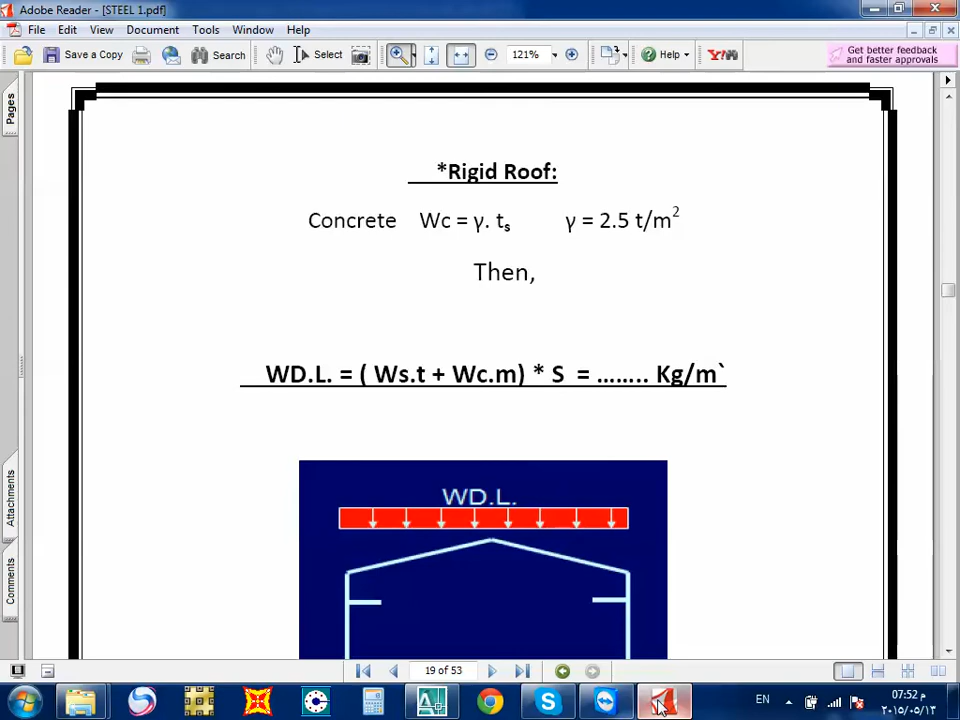 Adobe Reader - [STEEL 1.pdf]
File Edit View Document Tools Window Help
Save a Copy Search Select 121% Help Y! Get better feedback and faster approvals
Pages
*Rigid Roof:
Concrete Wc = γ. ts γ = 2.5 t/m2
Then,
WD.L. = ( Ws.t + Wc.m) * S = …….. Kg/m`
WD.L.
Attachments
Comments
19 of 53
EN
07:52 م
٢٠١٥/٠٥/١٣